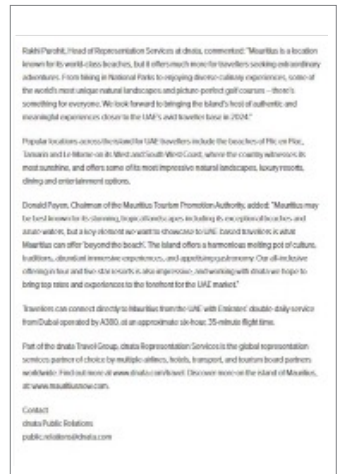 Rakhi Purohit, Head of Representation Services at dnata, commented: "Mauritius is a location
known for its world-class beaches, but it offers much more for travellers seeking extraordinary
adventures. From hiking in National Parks to enjoying diverse culinary experiences, some of
the world's most unique natural landscapes and picture-perfect golf courses – there's
something for everyone. We look forward to bringing the island's host of authentic and
meaningful experiences closer to the UAE's avid traveller base in 2024."
Popular locations across the island for UAE travellers include the beaches of Flic en Flac,
Tamarin and Le Morne on its West and South West Coast, where the country witnesses its
most sunshine, and offers some of its most impressive natural landscapes, luxury resorts,
dining and entertainment options.
Donald Payen, Chairman of the Mauritius Tourism Promotion Authority, added: "Mauritius may
be best known for its stunning, tropical landscapes including its exceptional beaches and
azure waters, but a key element we want to showcase to UAE-based travellers is what
Mauritius can offer 'beyond the beach'. The island offers a harmonious melting pot of culture,
traditions, abundant immersive experiences, and appetising gastronomy. Our all-inclusive
offering in four and five star resorts is also impressive, and working with dnata we hope to
bring top rates and experiences to the forefront for the UAE market."
Travellers can connect directly to Mauritius from the UAE with Emirates' double-daily service
from Dubai operated by A380, at an approximate six-hour, 35-minute flight time.
Part of the dnata Travel Group, dnata Representation Services is the global representation
services partner of choice by multiple airlines, hotels, transport, and tourism board partners
worldwide. Find out more at www.dnata.com/travel. Discover more on the island of Mauritius,
at: www.mauritiusnow.com.
Contact
dnata Public Relations
public.relations@dnata.com